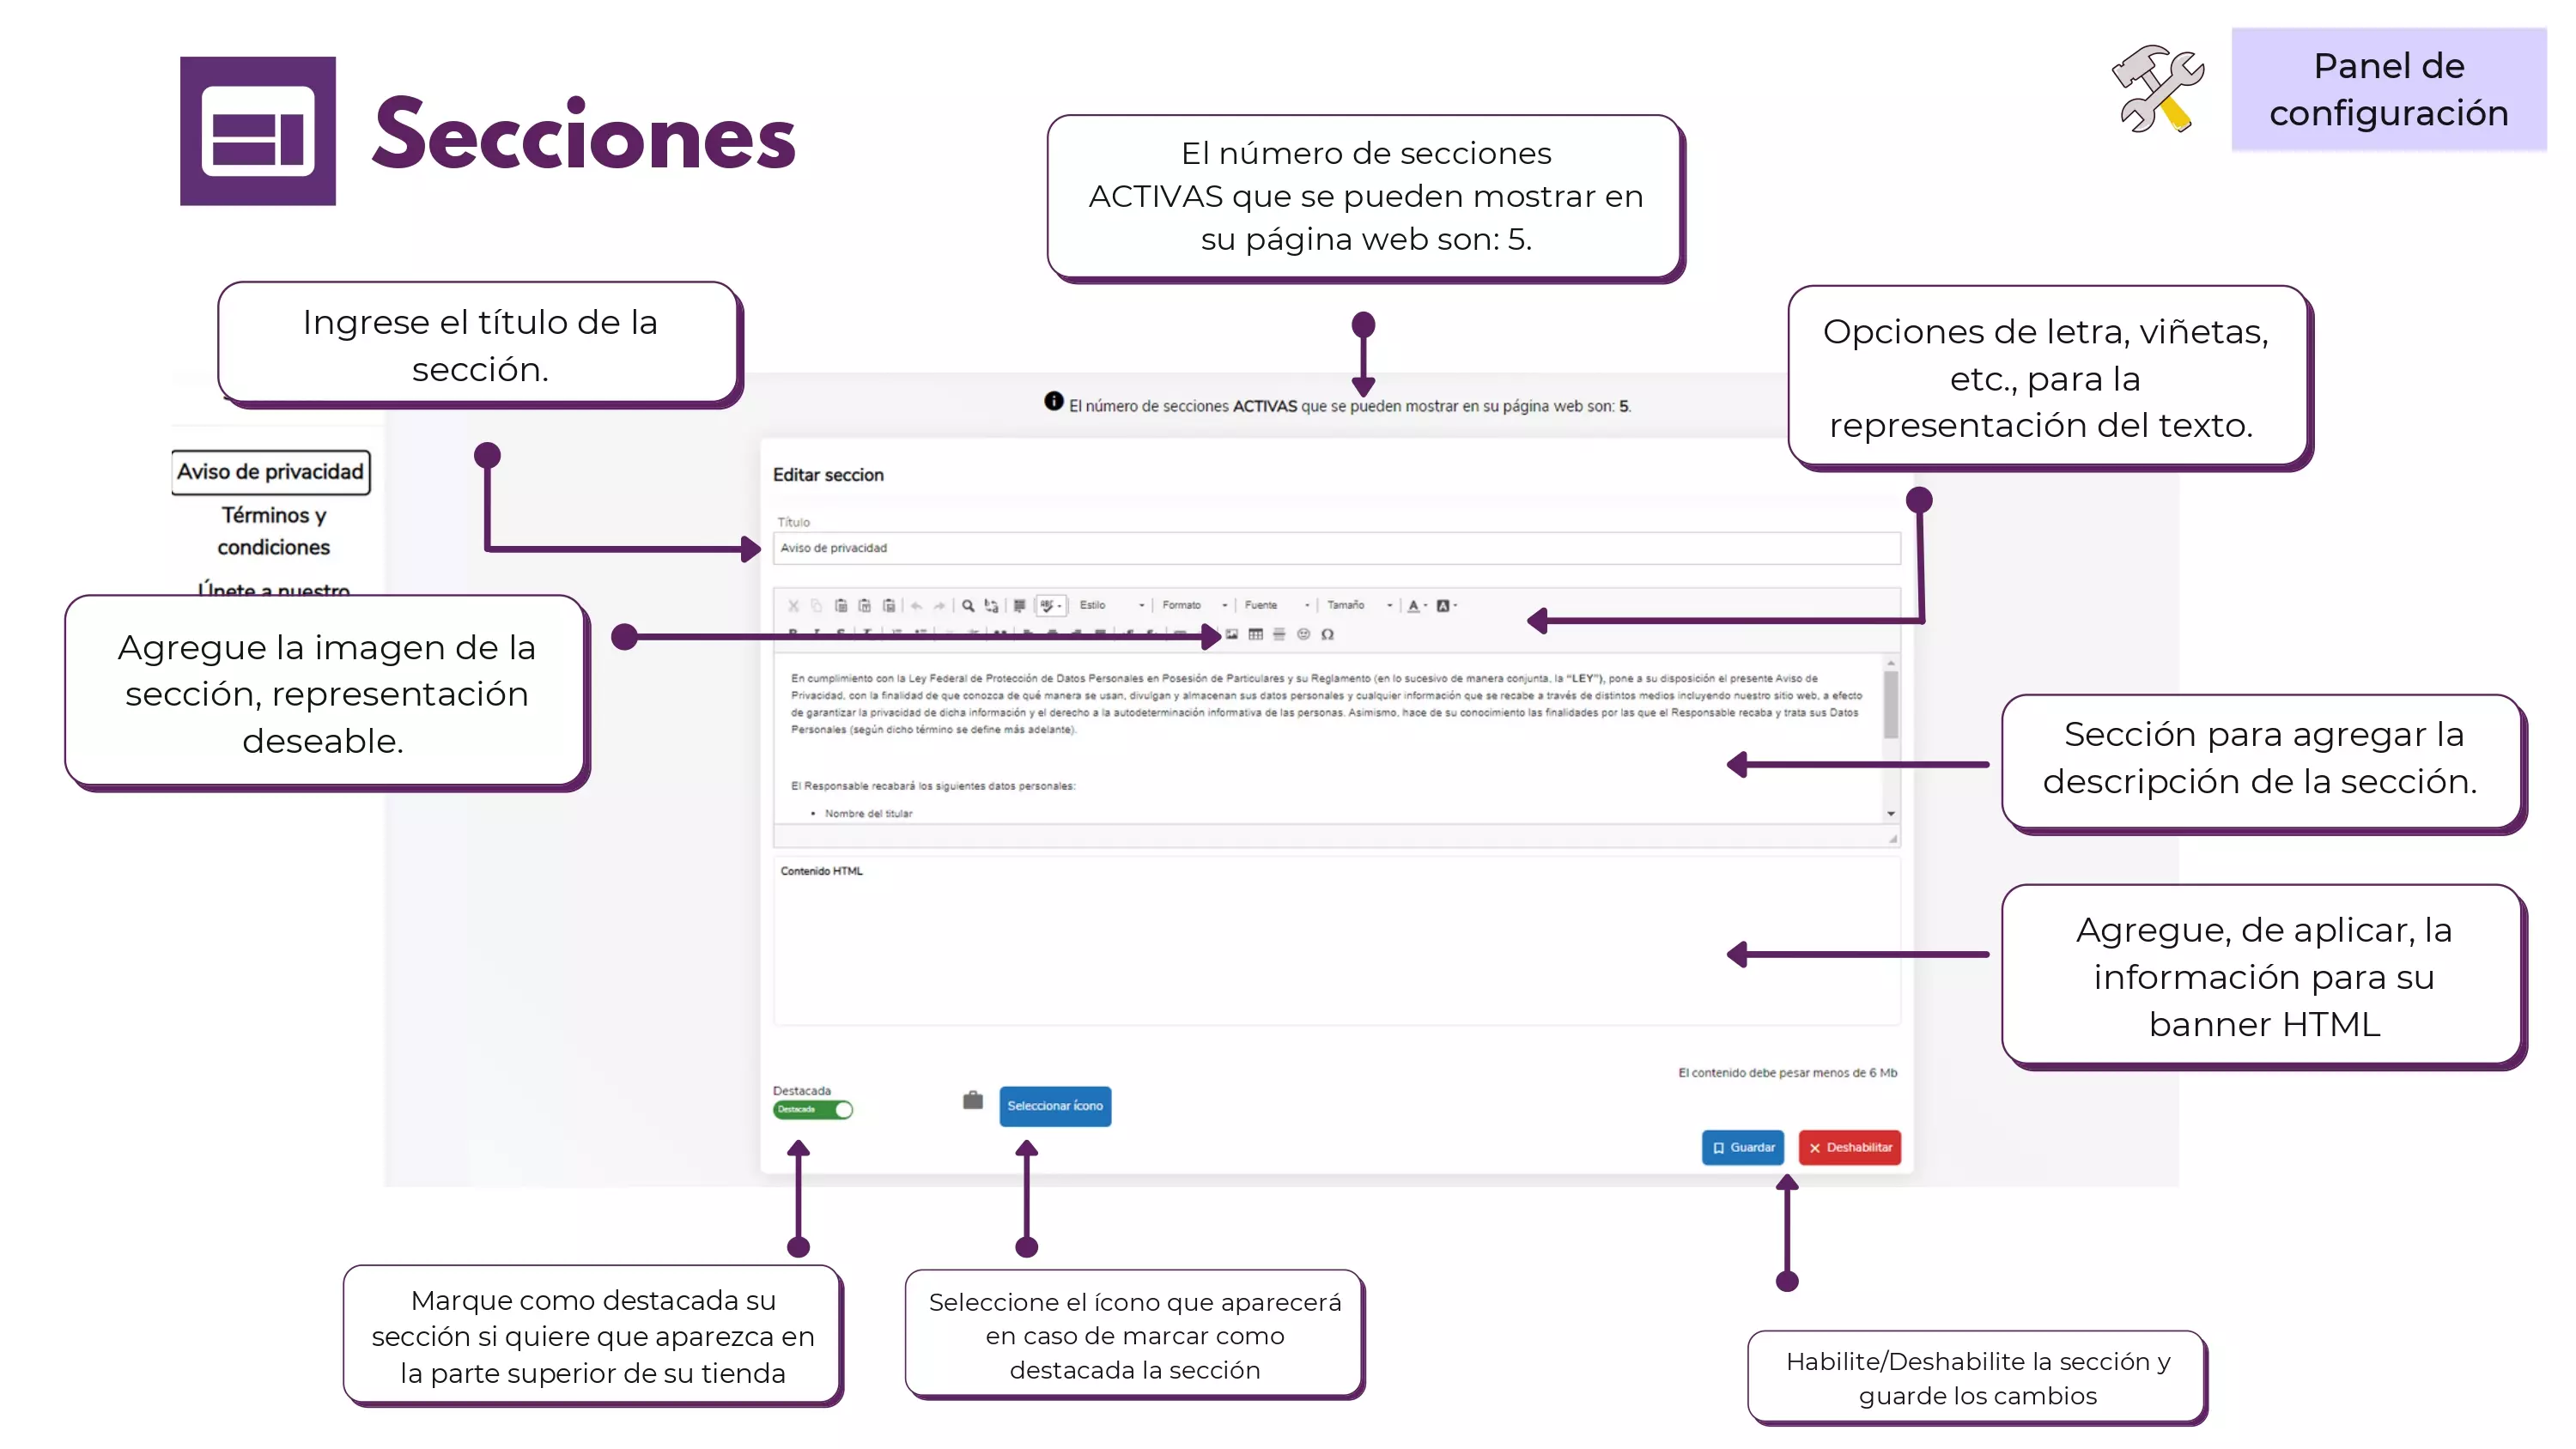 Secciones
Panel de
configuración
El número de secciones
ACTIVAS que se pueden mostrar en
su página web son: 5.
Ingrese el título de la
sección.
Opciones de letra, viñetas,
etc., para la
representación del texto.
El número de secciones ACTIVAS que se pueden mostrar en su página web son: 5.
Aviso de privacidad
Términos y
condiciones
Únete a nuestro
Agregue la imagen de la
sección, representación
deseable.
Editar seccion
Título
Aviso de privacidad
Estilo Formato Fuente Tamaño
En cumplimiento con la Ley Federal de Protección de Datos Personales en Posesión de Particulares y su Reglamento (en lo sucesivo de manera conjunta, la "LEY"), pone a su disposición el presente Aviso de
Privacidad, con la finalidad de que conozca de qué manera se usan, divulgan y almacenan sus datos personales y cualquier información que se recabe a través de distintos medios incluyendo nuestro sitio web, a efecto
de garantizar la privacidad de dicha información y el derecho a la autodeterminación informativa de las personas. Asimismo, hace de su conocimiento las finalidades por las que el Responsable recaba y trata sus Datos
Personales (según dicho término se define más adelante).
El Responsable recabará los siguientes datos personales:
• Nombre del titular
Sección para agregar la
descripción de la sección.
Contenido HTML
Agregue, de aplicar, la
información para su
banner HTML
El contenido debe pesar menos de 6 Mb
Destacada
Destacada
Seleccionar ícono
Guardar
Deshabilitar
Marque como destacada su
sección si quiere que aparezca en
la parte superior de su tienda
Seleccione el ícono que aparecerá
en caso de marcar como
destacada la sección
Habilite/Deshabilite la sección y
guarde los cambios